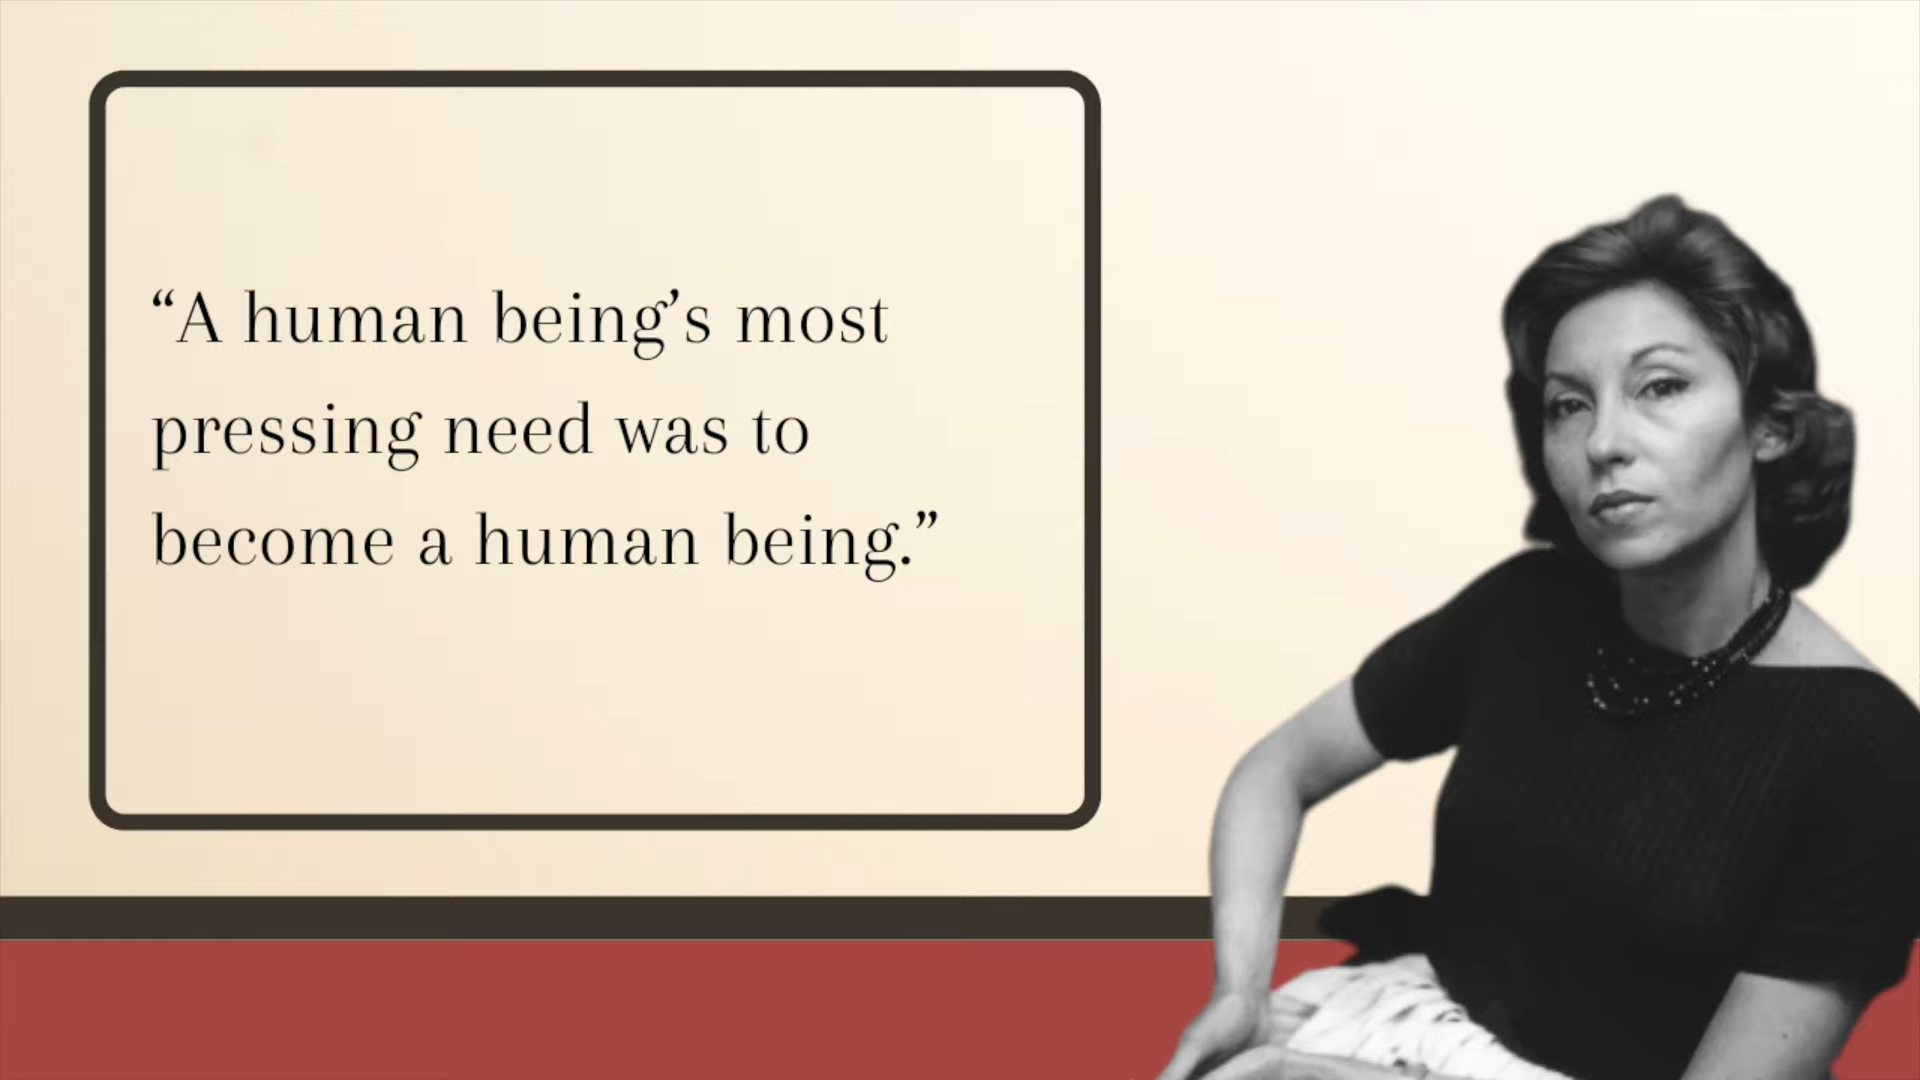 “A human being’s most
pressing need was to
become a human being.”